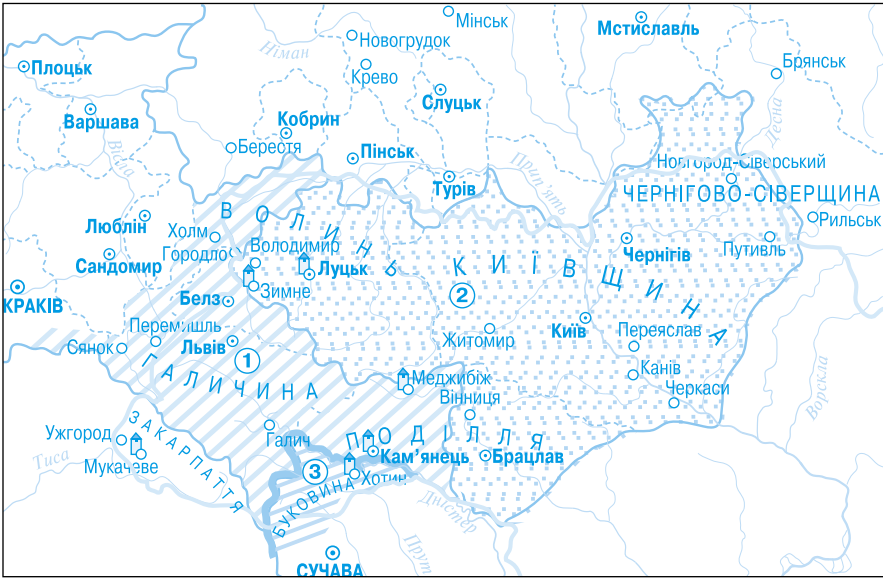 Мінськ
Мстиславль
Новогрудок
Німан
Плоцьк
Крево
Брянськ
Слуцьк
Варшава
Кобрин
Десна
Вісла
Берестя
Пінськ
Прип'ять
Новгород-Сіверський
Турів
ЧЕРНІГОВО-СІВЕРЩИНА
Люблін
ВОЛИНЬ
Рильськ
Холм
Городло
Володимир
Чернігів
Путивль
Сандомир
Луцьк
КИЇВЩИНА
Зимне
2
КРАКІВ
Белз
Київ
Перемишль
Житомир
Переяслав
Сянок
Львів
1
ГАЛИЧИНА
Меджибіж
Канів
Вінниця
Черкаси
Ворскла
ЗАКАРПАТТЯ
Ужгород
Галич
ПОДІЛЛЯ
Тиса
Кам'янець
Брацлав
Мукачеве
3
Хотин
БУКОВИНА
Дністер
Прут
СУЧАВА